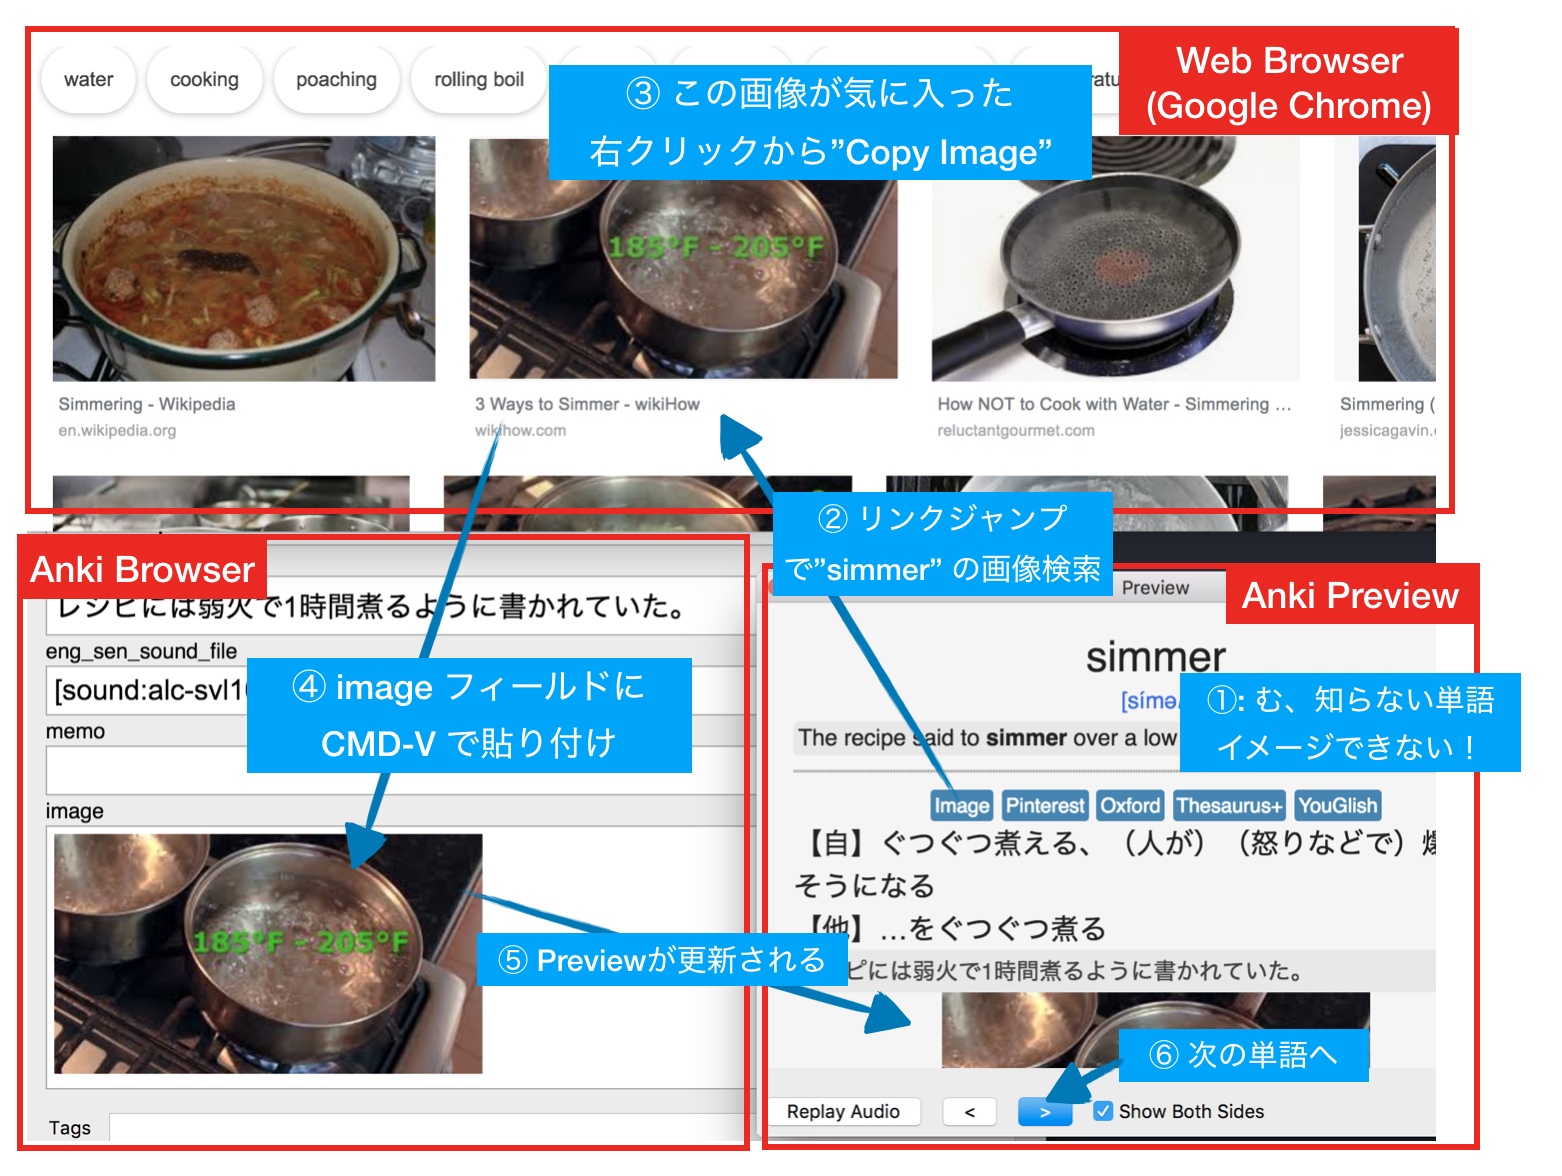 water
cooking
poaching
rolling boil
③ この画像が気に入った
右クリックから”Copy Image”
Web Browser
(Google Chrome)
185°F - 205°F
Simmering - Wikipedia
en.wikipedia.org
3 Ways to Simmer - wikiHow
wikihow.com
How NOT to Cook with Water - Simmering ...
reluctantgourmet.com
Simmering (
jessicagavin.
② リンクジャンプ
で”simmer” の画像検索
Anki Browser
レシピには弱火で1時間煮るように書かれていた。
eng_sen_sound_file
[sound:alc-svl1
④ image フィールドに
CMD-V で貼り付け
memo
image
185°F - 205°F
Tags
⑤ Previewが更新される
Preview
Anki Preview
simmer
[símə
①: む、知らない単語
イメージできない！
The recipe said to simmer over a low
Image Pinterest Oxford Thesaurus+ YouGlish
【自】ぐつぐつ煮える、（人が）（怒りなどで）爆
そうになる
【他】…をぐつぐつ煮る
ピには弱火で1時間煮るように書かれていた。
⑥ 次の単語へ
Replay Audio
<
>
Show Both Sides